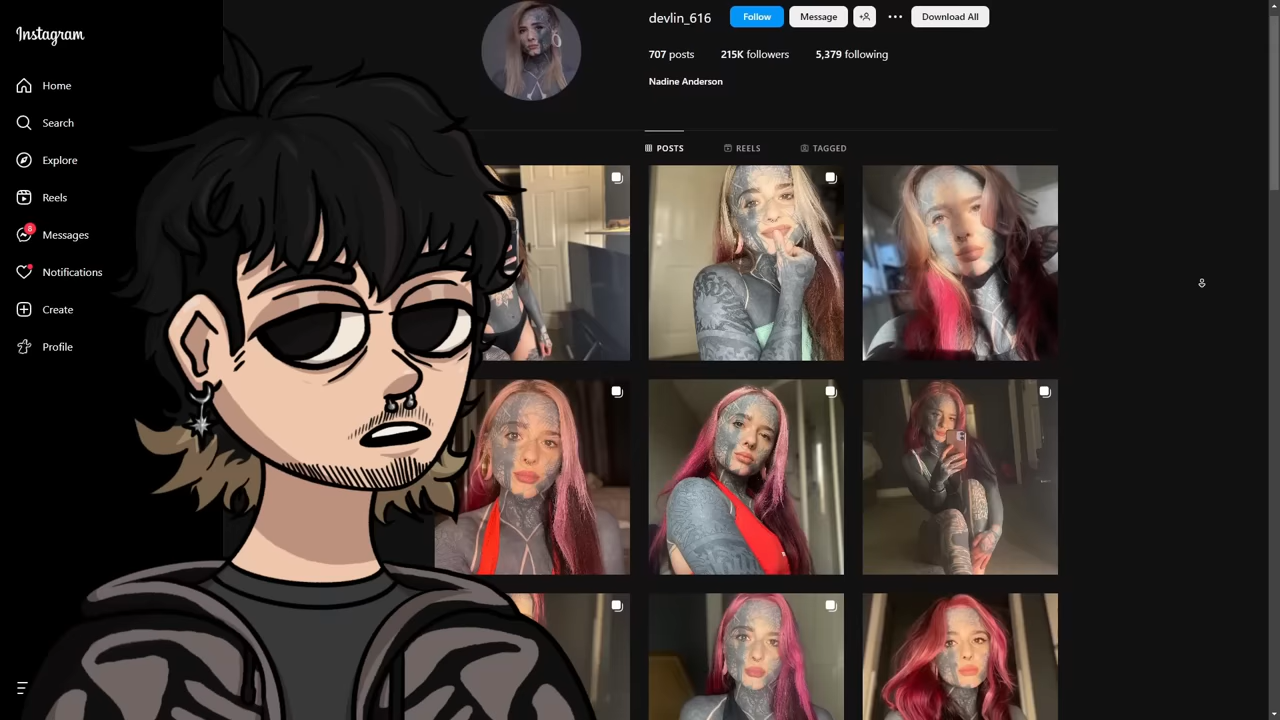 Instagram
Home
Search
Explore
Reels
8
Messages
Notifications
Create
Profile
devlin_616 Follow Message Download All
707 posts 215K followers 5,379 following
Nadine Anderson
POSTS REELS TAGGED